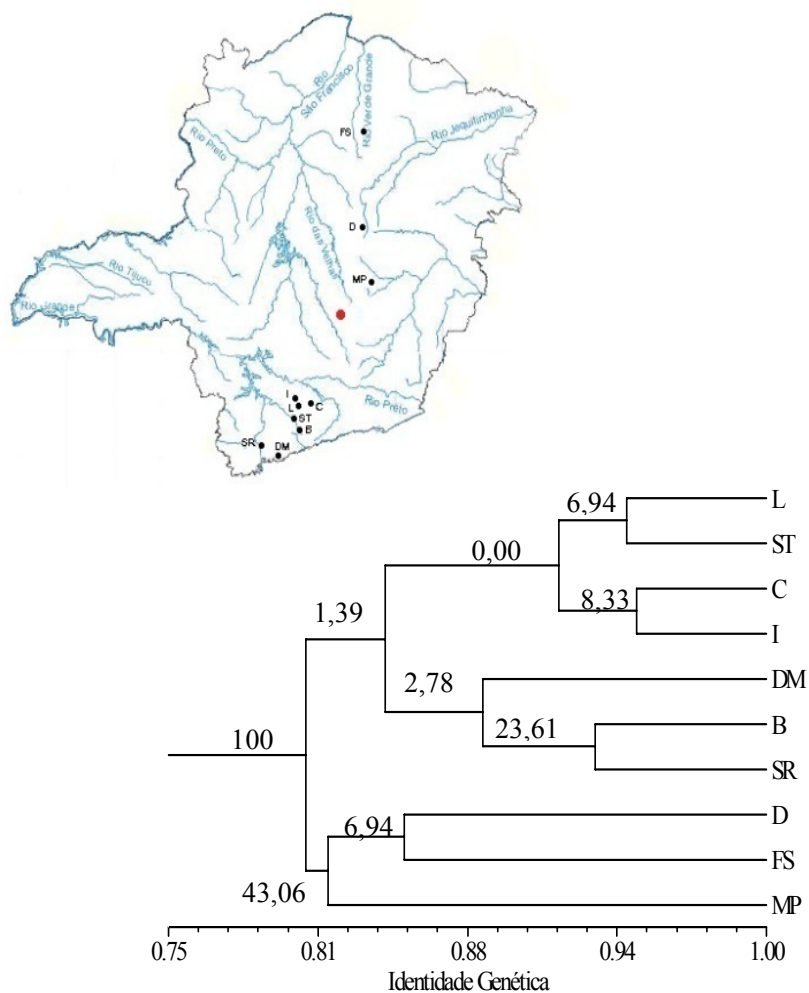 Rio
São Francisco
Rio Verde Grande
FS
Rio Jequitinhonha
Rio Preto
D
Rio das Velhas
MP
Rio Tijuco
Rio Grande
I
L
C
ST
B
Rio Preto
SR
DM
6,94
L
ST
0,00
C
8,33
I
1,39
DM
2,78
B
23,61
SR
100
D
6,94
FS
43,06
MP
0.75
0.81
0.88
0.94
1.00
Identidade Genética